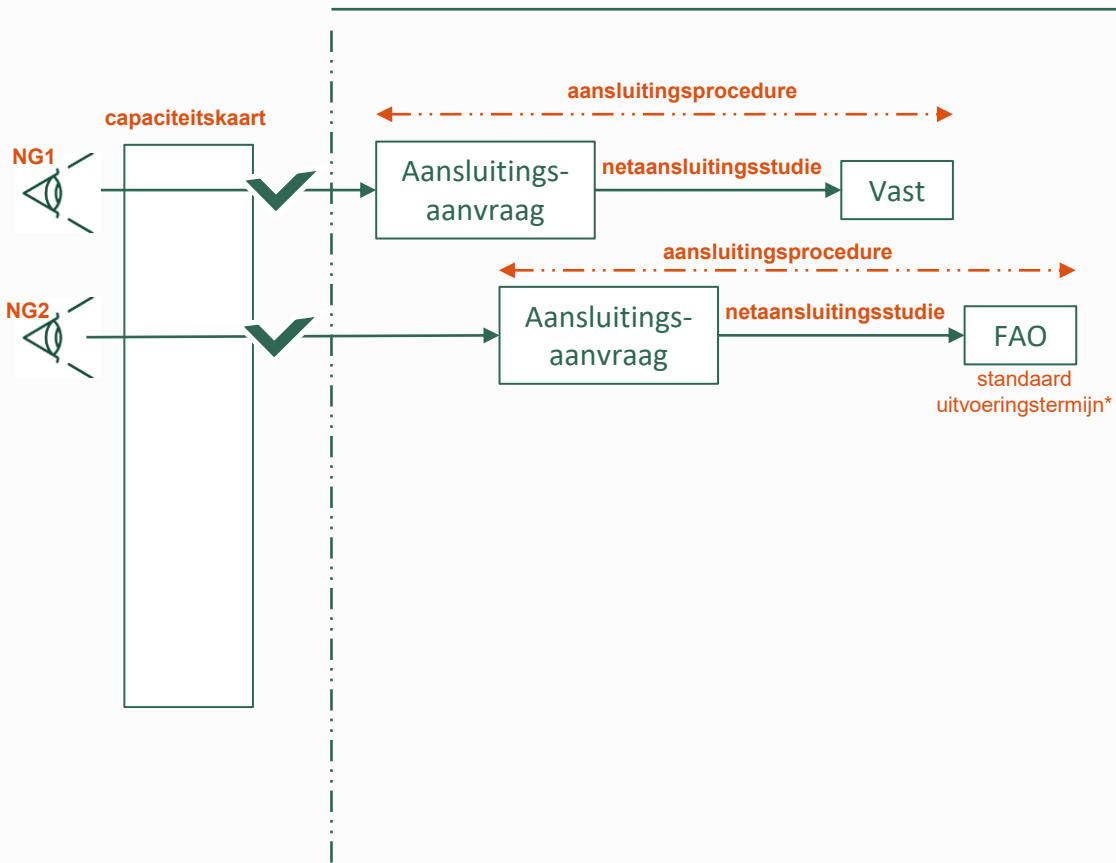 aansluitingsprocedure
capaciteitskaart
NG1
Aansluitings-
aanvraag
netaansluitingsstudie
Vast
aansluitingsprocedure
NG2
Aansluitings-
aanvraag
netaansluitingsstudie
FAO
standaard
uitvoeringstermijn*